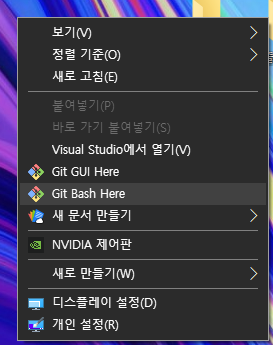 보기(V)
정렬 기준(O)
새로 고침(E)
붙여넣기(P)
바로 가기 붙여넣기(S)
Visual Studio에서 열기(V)
Git GUI Here
Git Bash Here
새 문서 만들기
NVIDIA 제어판
새로 만들기(W)
디스플레이 설정(D)
개인 설정(R)